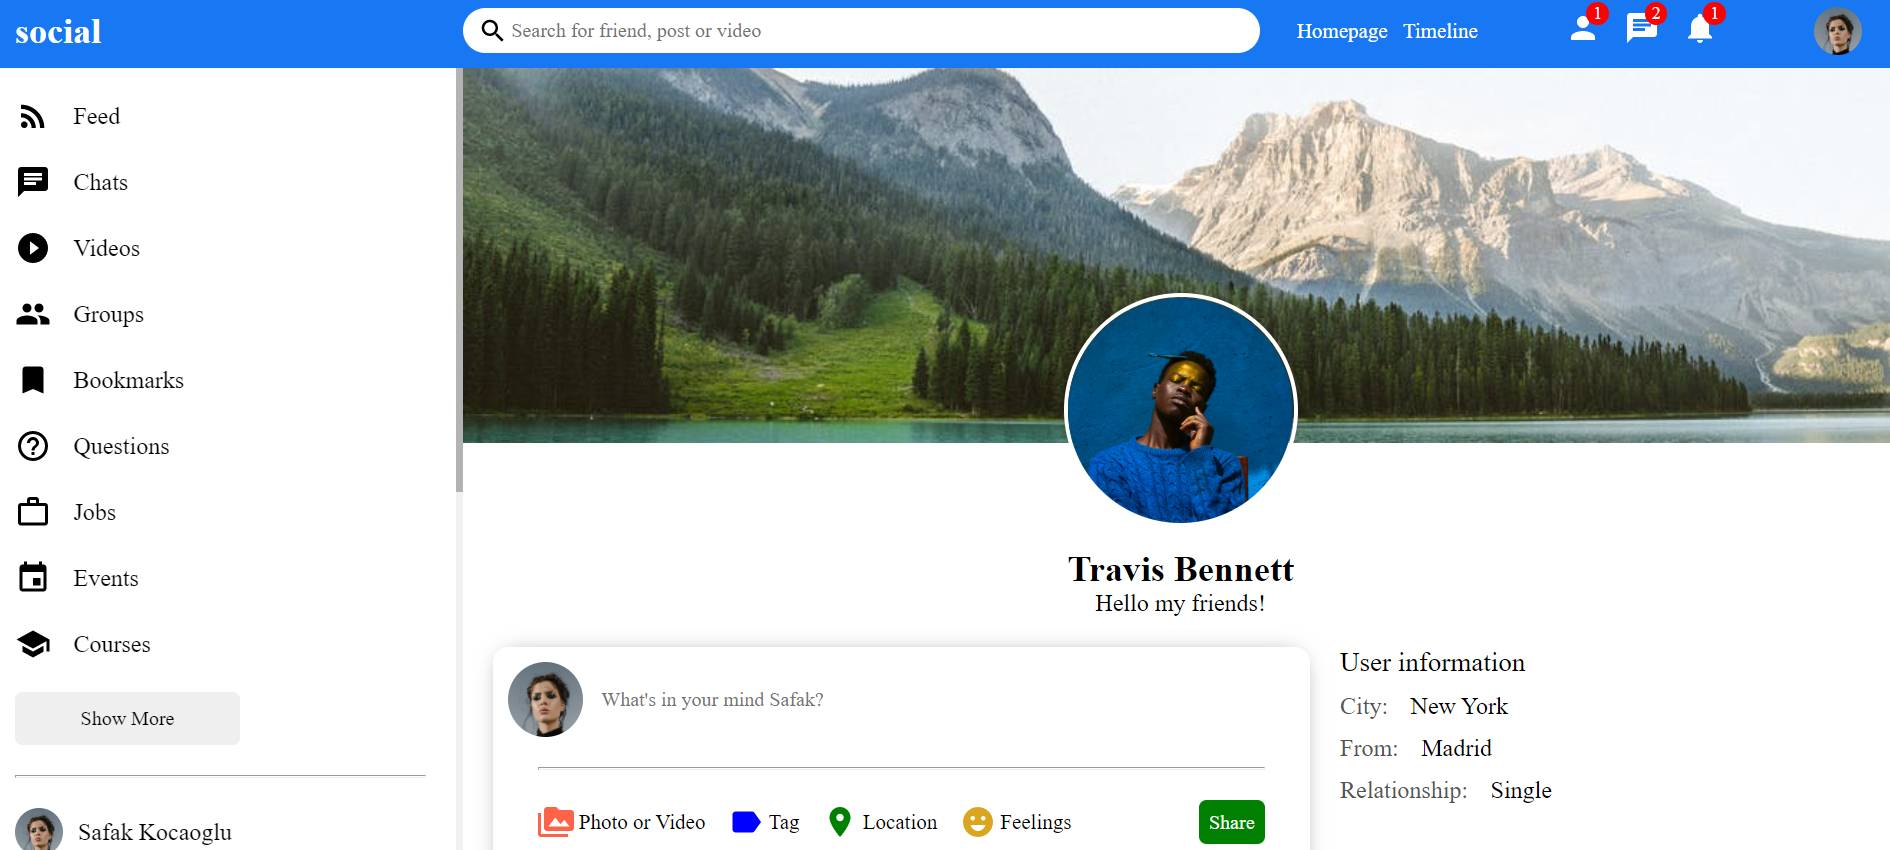 social
Search for friend, post or video
Homepage Timeline
1
2
1
Feed
Chats
Videos
Groups
Bookmarks
Questions
Jobs
Events
Courses
Show More
Safak Kocaoglu
Travis Bennett
Hello my friends!
What's in your mind Safak?
Photo or Video Tag Location Feelings Share
User information
City: New York
From: Madrid
Relationship: Single